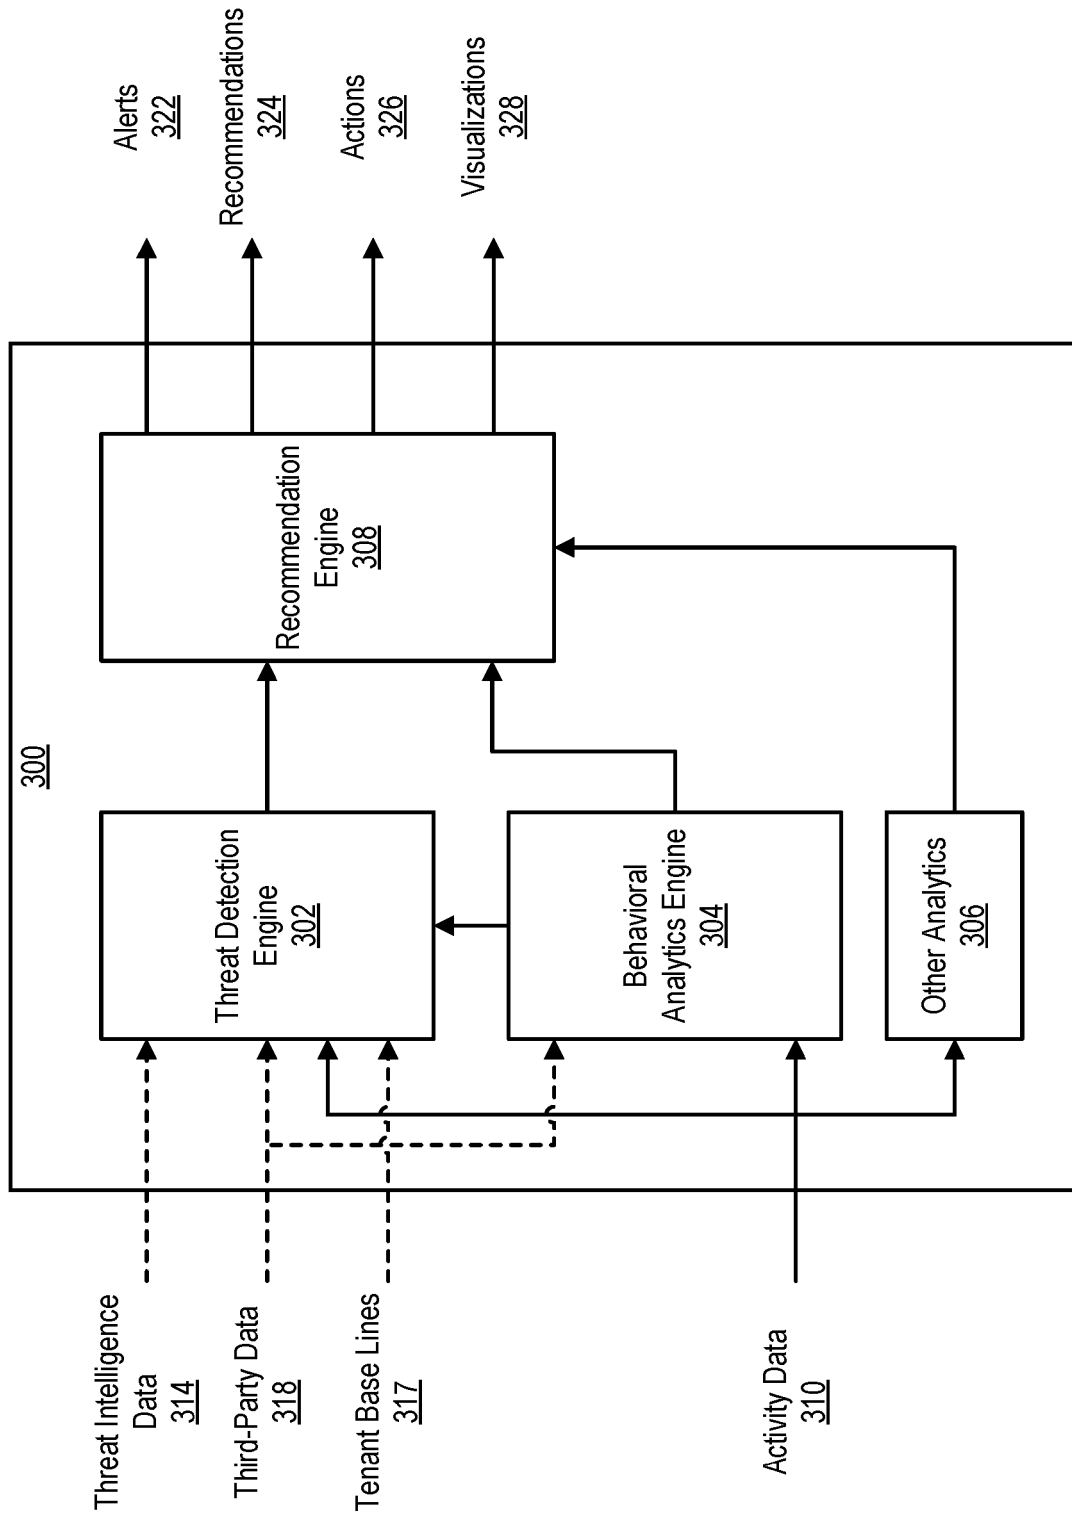 300
Threat Intelligence
Data
314
Third-Party Data
318
Tenant Base Lines
317
Activity Data
310
Threat Detection
Engine
302
Behavioral
Analytics Engine
304
Other Analytics
306
Recommendation
Engine
308
Alerts
322
Recommendations
324
Actions
326
Visualizations
328